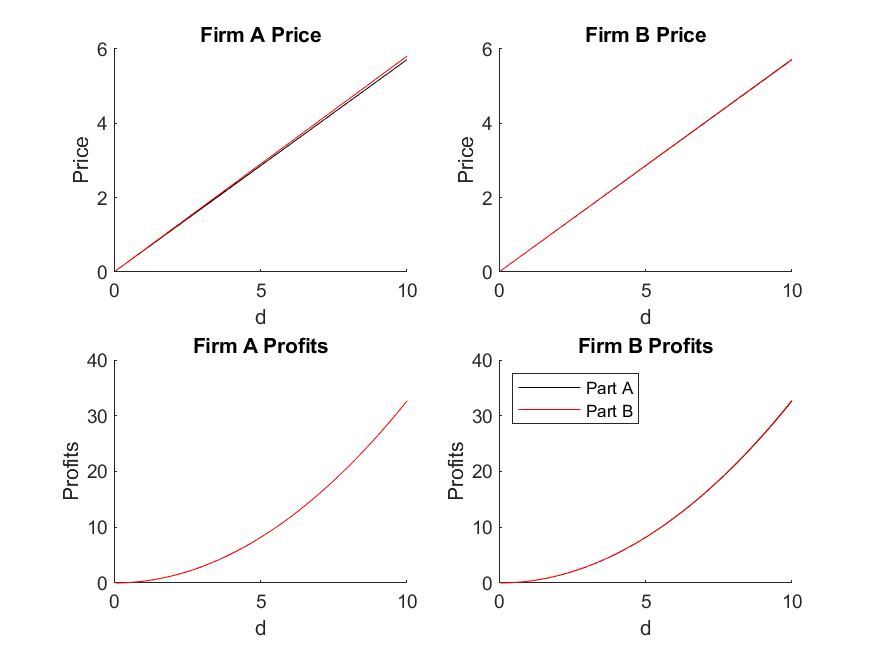 Firm A Price
6
4
2
0
Price
0 5 10
d
Firm B Price
6
4
2
0
Price
0 5 10
d
Firm A Profits
40
30
20
10
0
Profits
0 5 10
d
Firm B Profits
40
30
20
10
0
Profits
Part A
Part B
0 5 10
d